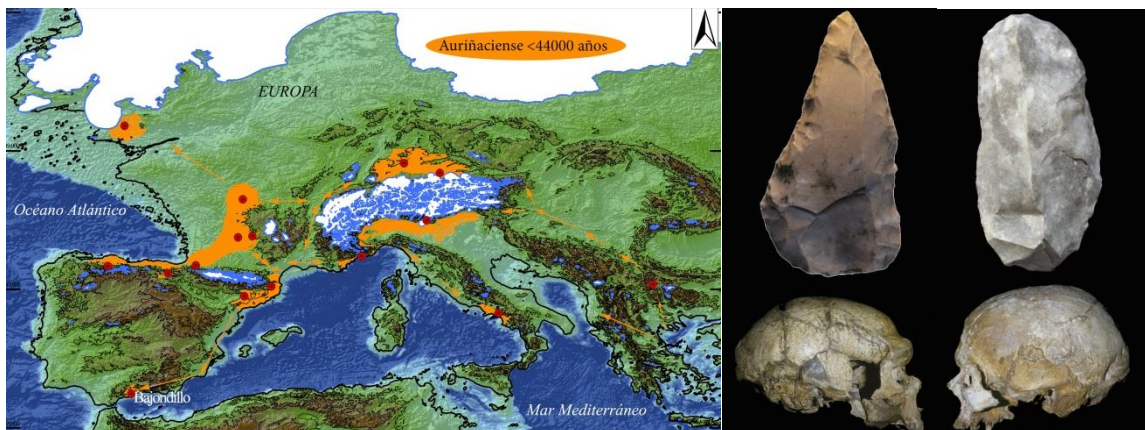 Auriñaciense <44000 años
EUROPA
Océano Atlántico
Bajondillo
Mar Mediterráneo